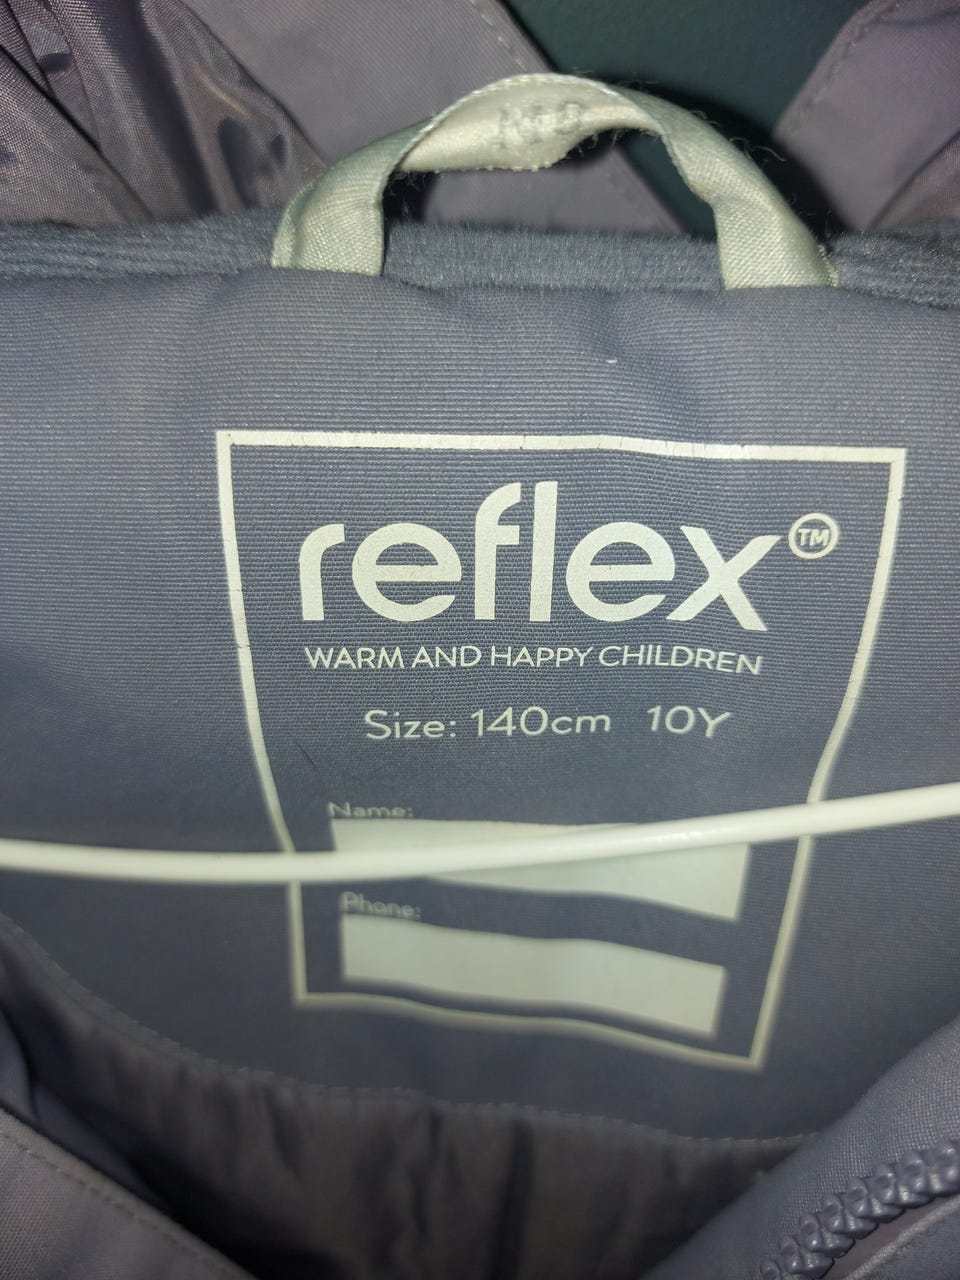 reflex™
WARM AND HAPPY CHILDREN
Size: 140cm 10Y
Name:
Phone: